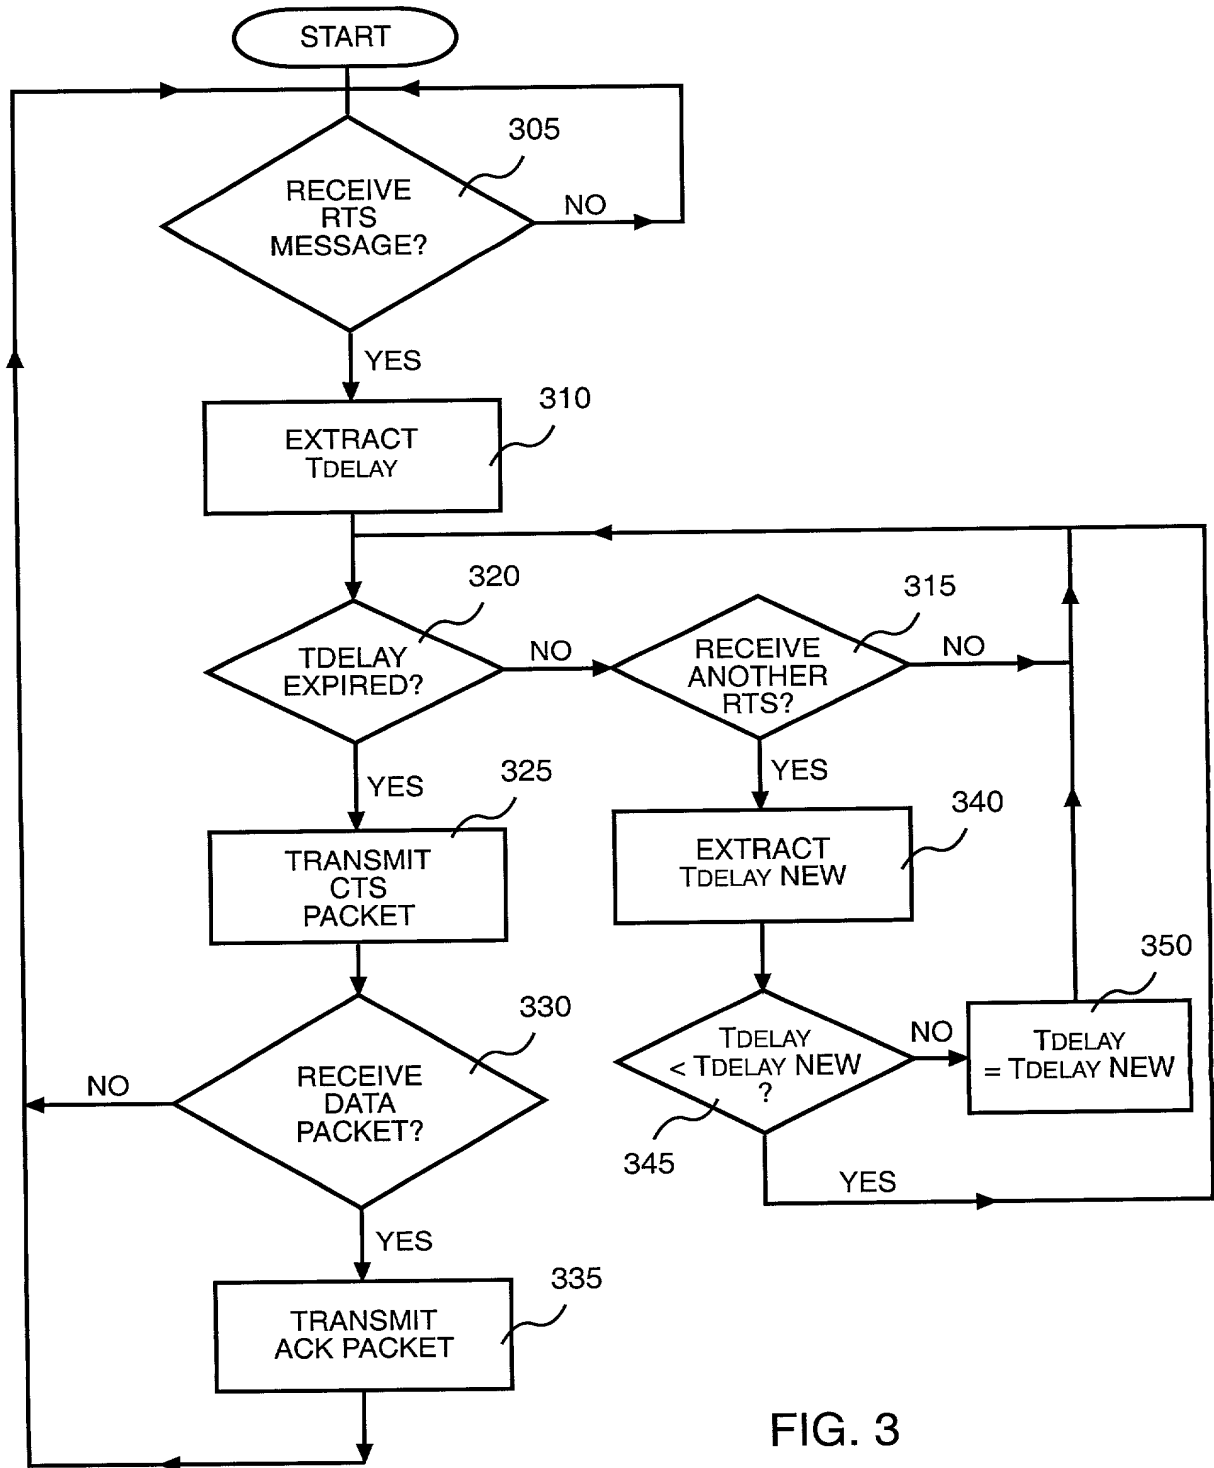 START
305
RECEIVE
RTS
MESSAGE?
NO
YES
310
EXTRACT
TDELAY
320
TDELAY
EXPIRED?
NO
315
RECEIVE
ANOTHER
RTS?
NO
YES
325
TRANSMIT
CTS
PACKET
YES
340
EXTRACT
TDELAY NEW
330
RECEIVE
DATA
PACKET?
NO
345
TDELAY
< TDELAY NEW
?
NO
350
TDELAY
= TDELAY NEW
YES
YES
335
TRANSMIT
ACK PACKET
FIG. 3